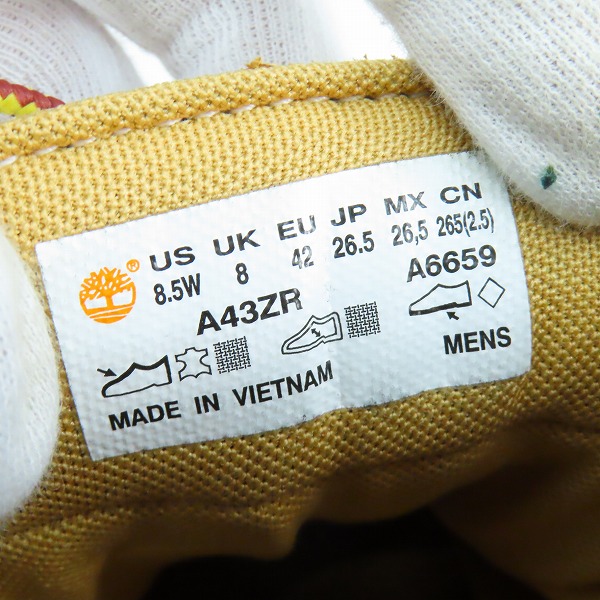 US UK EU JP MX CN
8.5W 8 42 26.5 26,5 265(2.5)
A43ZR A6659
MADE IN VIETNAM MENS
®